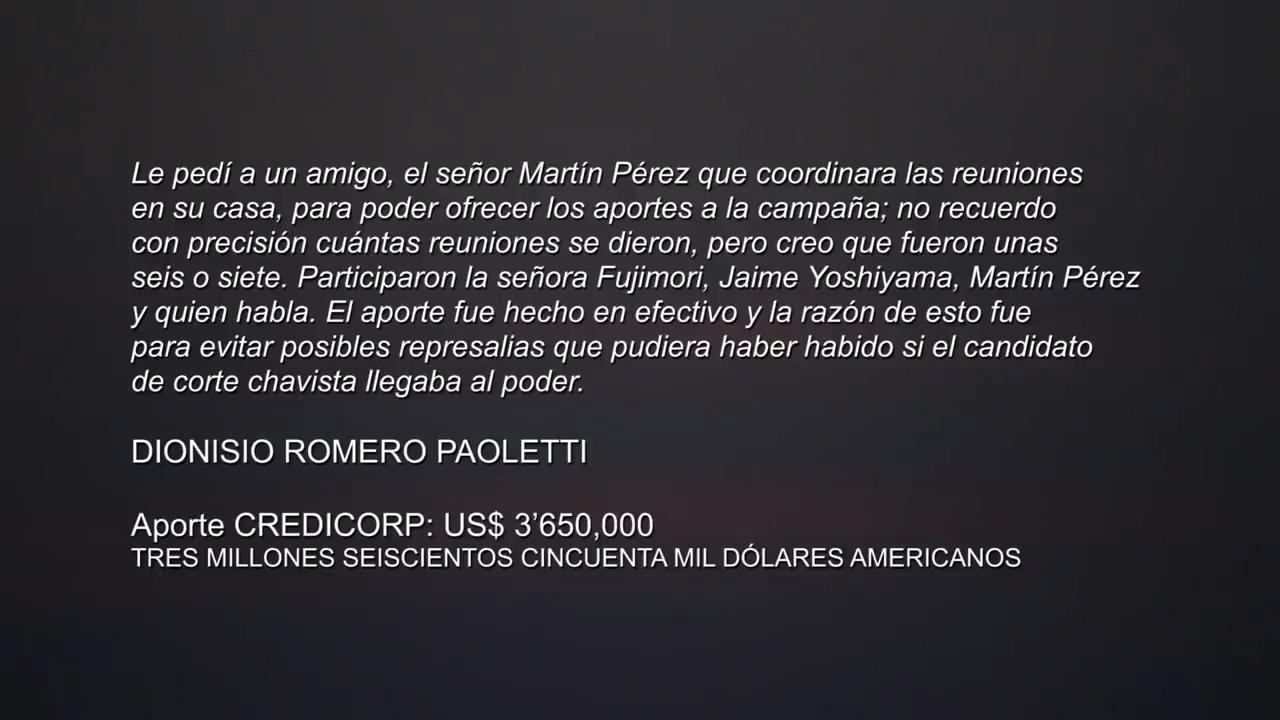 Le pedí a un amigo, el señor Martín Pérez que coordinara las reuniones
en su casa, para poder ofrecer los aportes a la campaña; no recuerdo
con precisión cuántas reuniones se dieron, pero creo que fueron unas
seis o siete. Participaron la señora Fujimori, Jaime Yoshiyama, Martín Pérez
y quien habla. El aporte fue hecho en efectivo y la razón de esto fue
para evitar posibles represalias que pudiera haber habido si el candidato
de corte chavista llegaba al poder.
DIONISIO ROMERO PAOLETTI
Aporte CREDICORP: US$ 3’650,000
TRES MILLONES SEISCIENTOS CINCUENTA MIL DÓLARES AMERICANOS